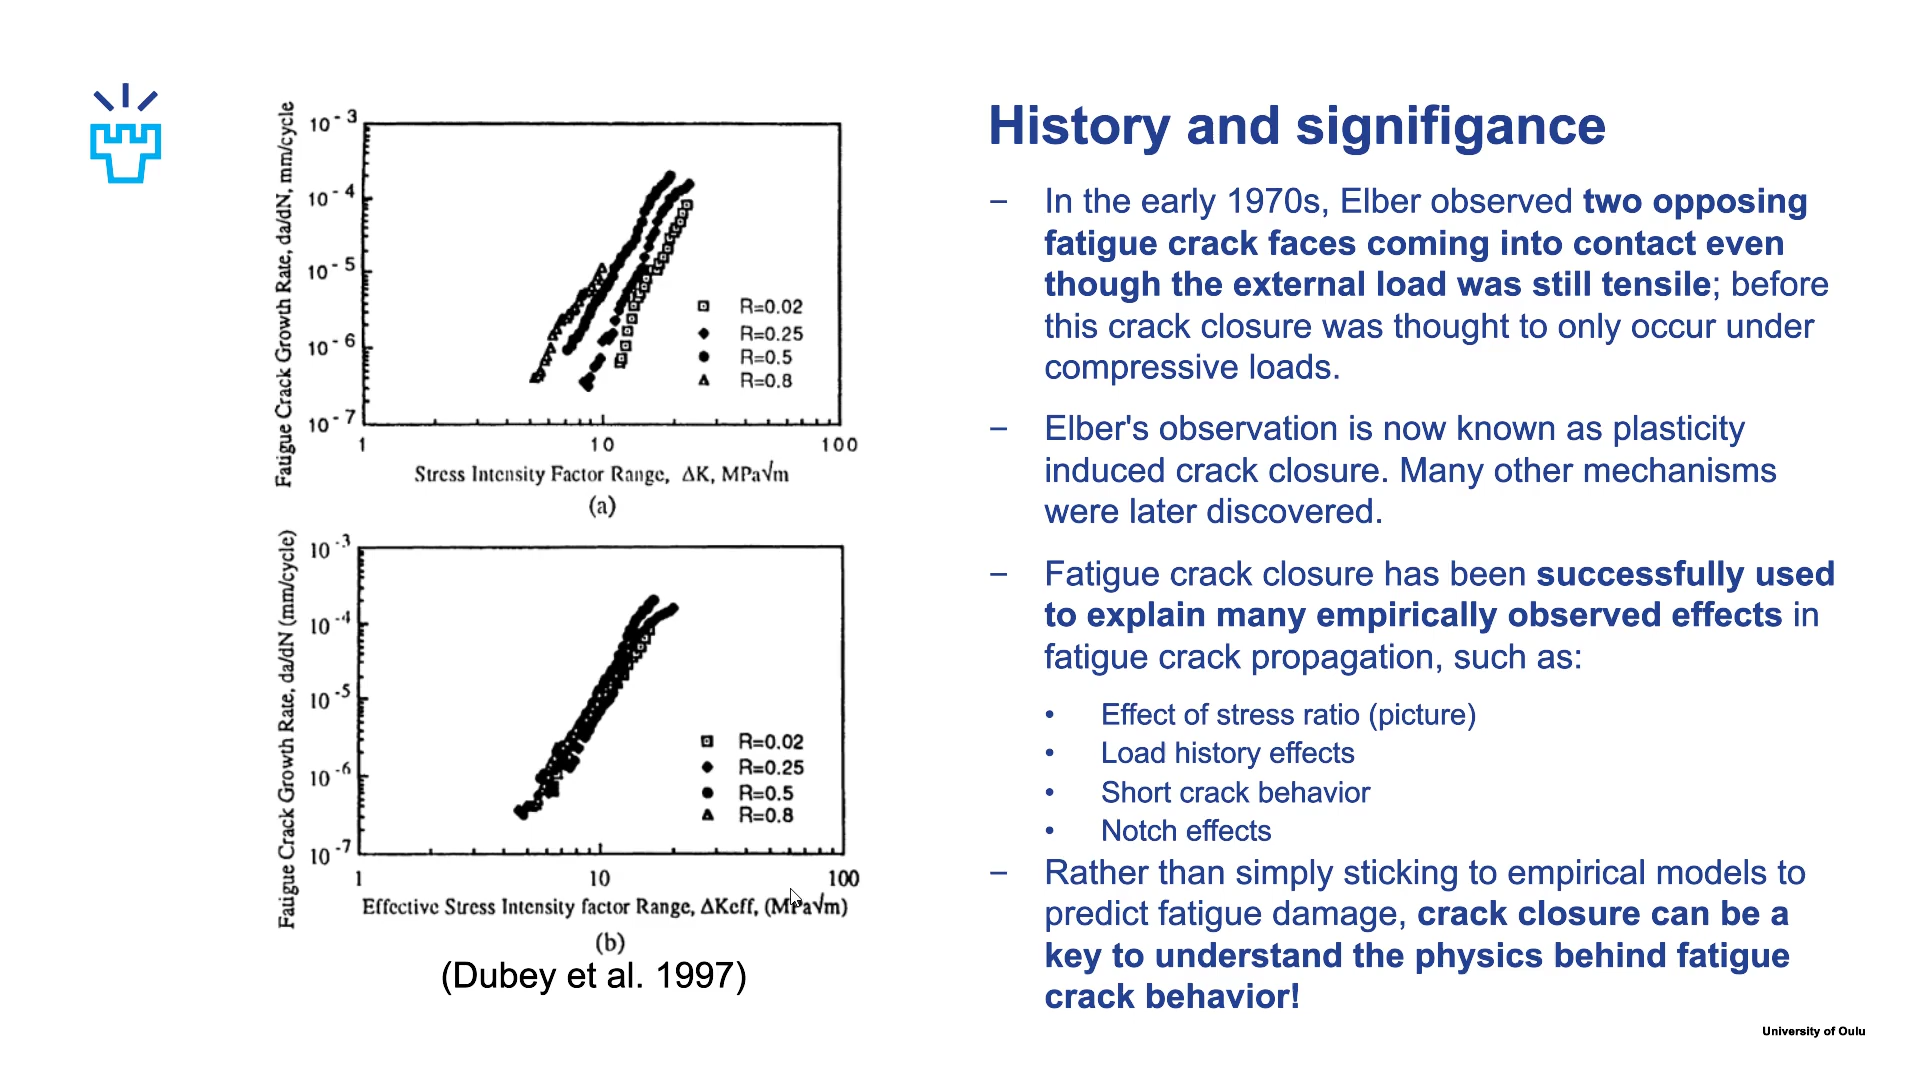 Fatigue Crack Growth Rate, da/dN, mm/cycle
10-3
10-4
10-5
10-6
10-7
1
10
100
R=0.02
R=0.25
R=0.5
R=0.8
Stress Intensity Factor Range, ΔK, MPa√m
(a)
Fatigue Crack Growth Rate, da/dN (mm/cycle)
10-3
10-4
10-5
10-6
10-7
1
10
100
R=0.02
R=0.25
R=0.5
R=0.8
Effective Stress Intensity factor Range, ΔKeff, (MPa√m)
(b)
(Dubey et al. 1997)
History and signifigance
– In the early 1970s, Elber observed two opposing
fatigue crack faces coming into contact even
though the external load was still tensile; before
this crack closure was thought to only occur under
compressive loads.
– Elber's observation is now known as plasticity
induced crack closure. Many other mechanisms
were later discovered.
– Fatigue crack closure has been successfully used
to explain many empirically observed effects in
fatigue crack propagation, such as:
• Effect of stress ratio (picture)
• Load history effects
• Short crack behavior
• Notch effects
– Rather than simply sticking to empirical models to
predict fatigue damage, crack closure can be a
key to understand the physics behind fatigue
crack behavior!
University of Oulu